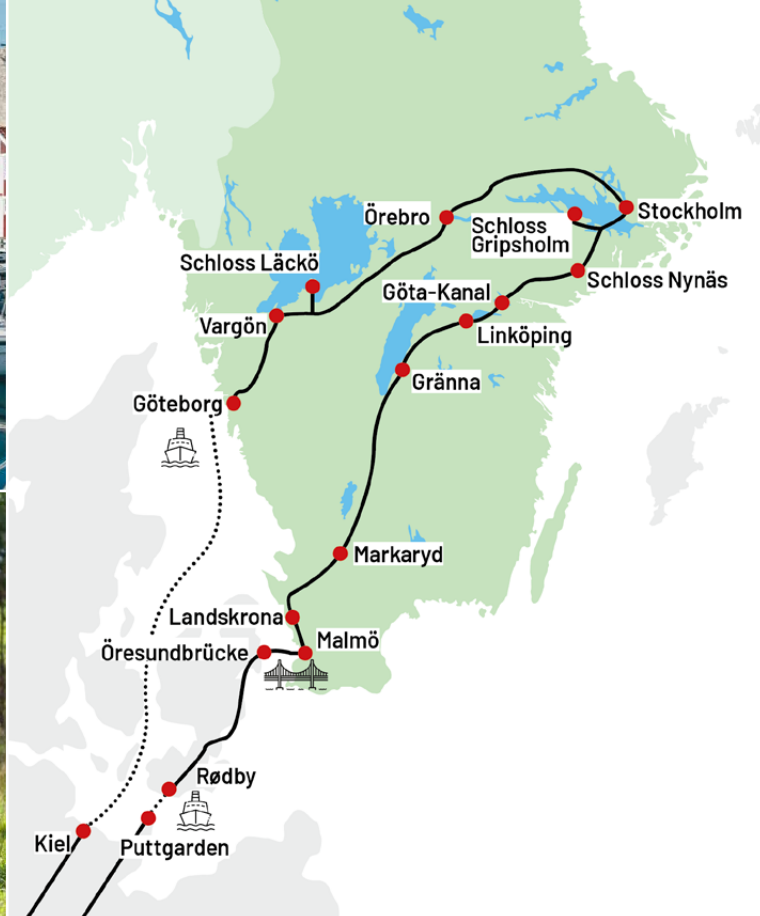 Örebro
Stockholm
Schloss
Gripsholm
Schloss Läckö
Schloss Nynäs
Göta-Kanal
Vargön
Linköping
Gränna
Göteborg
Markaryd
Landskrona
Malmö
Öresundbrücke
Rødby
Kiel
Puttgarden